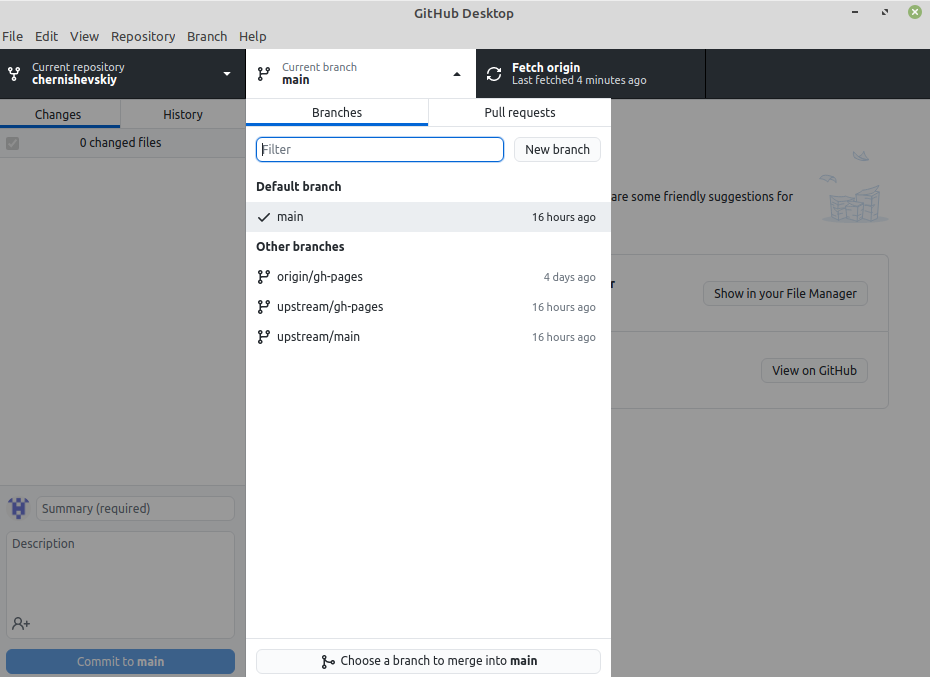 GitHub Desktop
File Edit View Repository Branch Help
Current repository
chernishevskiy
Current branch
main
Fetch origin
Last fetched 4 minutes ago
Changes History
0 changed files
Branches Pull requests
Filter
New branch
Default branch
main 16 hours ago
Other branches
origin/gh-pages 4 days ago
upstream/gh-pages 16 hours ago
upstream/main 16 hours ago
are some friendly suggestions for
r
Show in your File Manager
View on GitHub
Summary (required)
Description
Commit to main
Choose a branch to merge into main